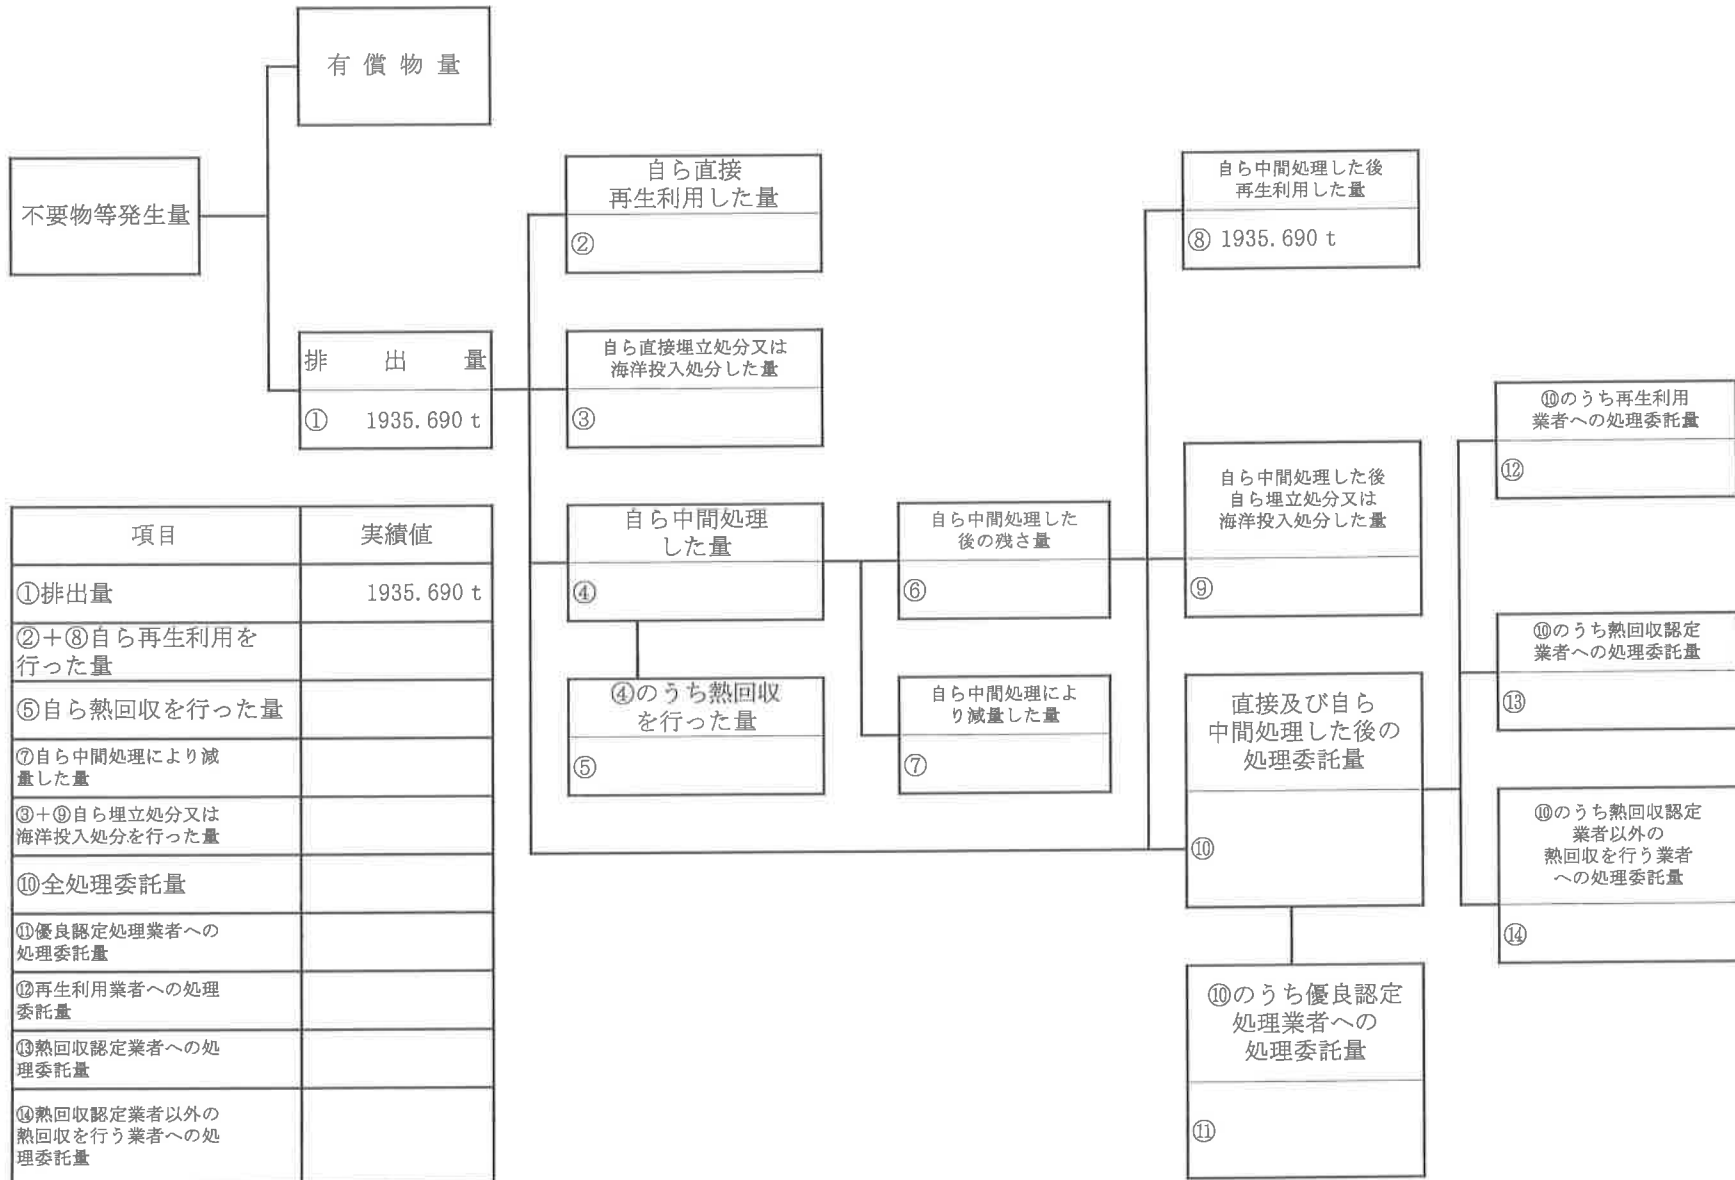 有償物量
不要物等発生量
排出量
① 1935.690 t
自ら直接
再生利用した量
②
自ら直接埋立処分又は
海洋投入処分した量
③
自ら中間処理
した量
④
④のうち熱回収
を行った量
⑤
自ら中間処理した
後の残さ量
⑥
自ら中間処理によ
り減量した量
⑦
自ら中間処理した後
再生利用した量
⑧ 1935.690 t
自ら中間処理した後
自ら埋立処分又は
海洋投入処分した量
⑨
直接及び自ら
中間処理した後の
処理委託量
⑩
⑩のうち優良認定
処理業者への
処理委託量
⑪
⑩のうち再生利用
業者への処理委託量
⑫
⑩のうち熱回収認定
業者への処理委託量
⑬
⑩のうち熱回収認定
業者以外の
熱回収を行う業者
への処理委託量
⑭
項目 実績値
①排出量 1935.690 t
②+⑧自ら再生利用を
行った量
⑤自ら熱回収を行った量
⑦自ら中間処理により減
量した量
③+⑨自ら埋立処分又は
海洋投入処分を行った量
⑩全処理委託量
⑪優良認定処理業者への
処理委託量
⑫再生利用業者への処理
委託量
⑬熱回収認定業者への処
理委託量
⑭熱回収認定業者以外の
熱回収を行う業者への処
理委託量